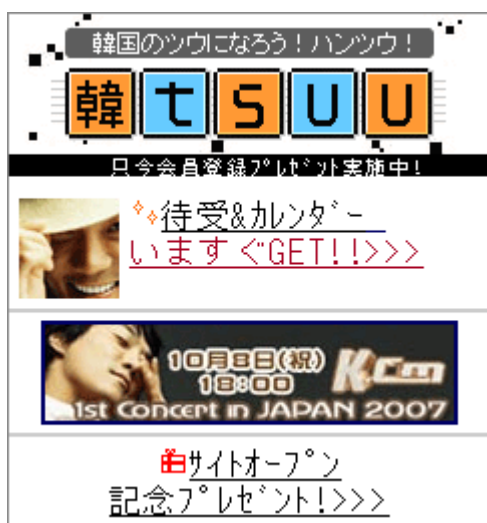 韓国のツウになろう！ハンツウ！
韓tSUU
只今会員登録ﾌﾟﾚｾﾞﾝﾄ実施中！
待受&ｶﾚﾝﾀﾞｰ
いますぐGET!!>>>
10月8日(祝)
18:00
Kcm
1st Concert in JAPAN 2007
ｻｲﾄｵｰﾌﾟﾝ
記念ﾌﾟﾚｾﾞﾝﾄ!>>>